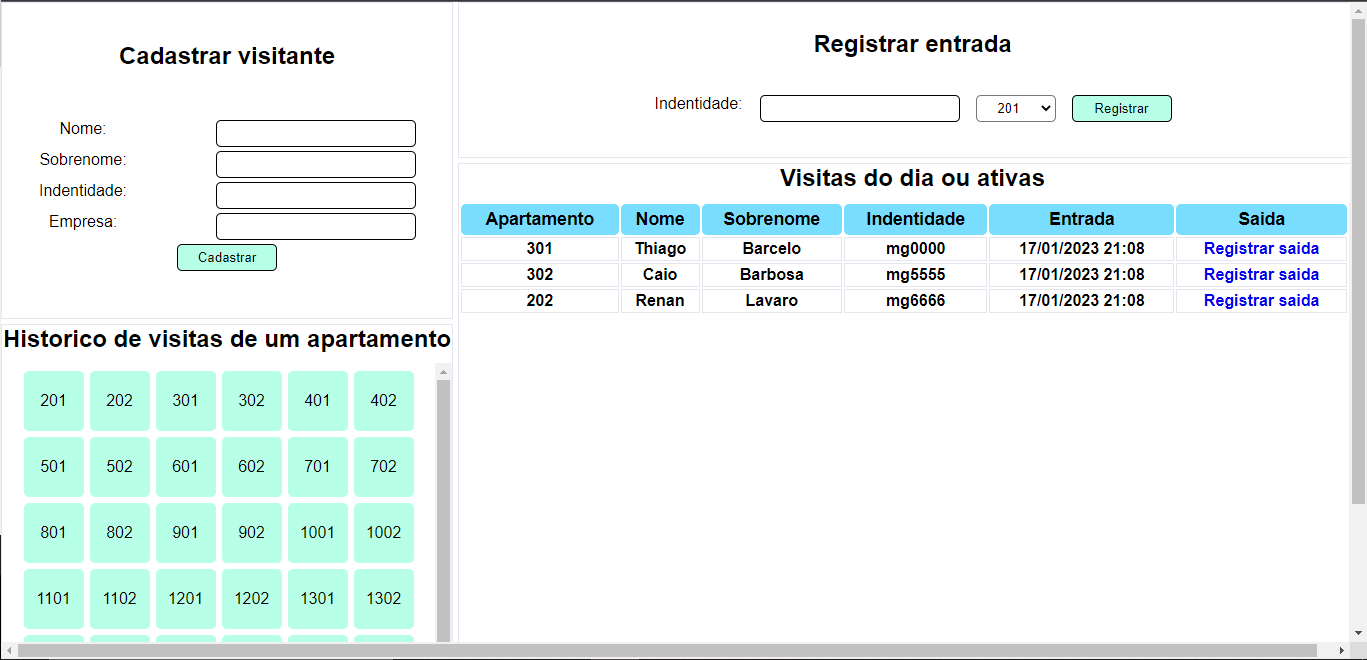 Cadastrar visitante
Nome:
Sobrenome:
Indentidade:
Empresa:
Cadastrar
Historico de visitas de um apartamento
201 202 301 302 401 402
501 502 601 602 701 702
801 802 901 902 1001 1002
1101 1102 1201 1202 1301 1302
Registrar entrada
Indentidade: 201 Registrar
Visitas do dia ou ativas
Apartamento Nome Sobrenome Indentidade Entrada Saida
301 Thiago Barcelo mg0000 17/01/2023 21:08 Registrar saida
302 Caio Barbosa mg5555 17/01/2023 21:08 Registrar saida
202 Renan Lavaro mg6666 17/01/2023 21:08 Registrar saida